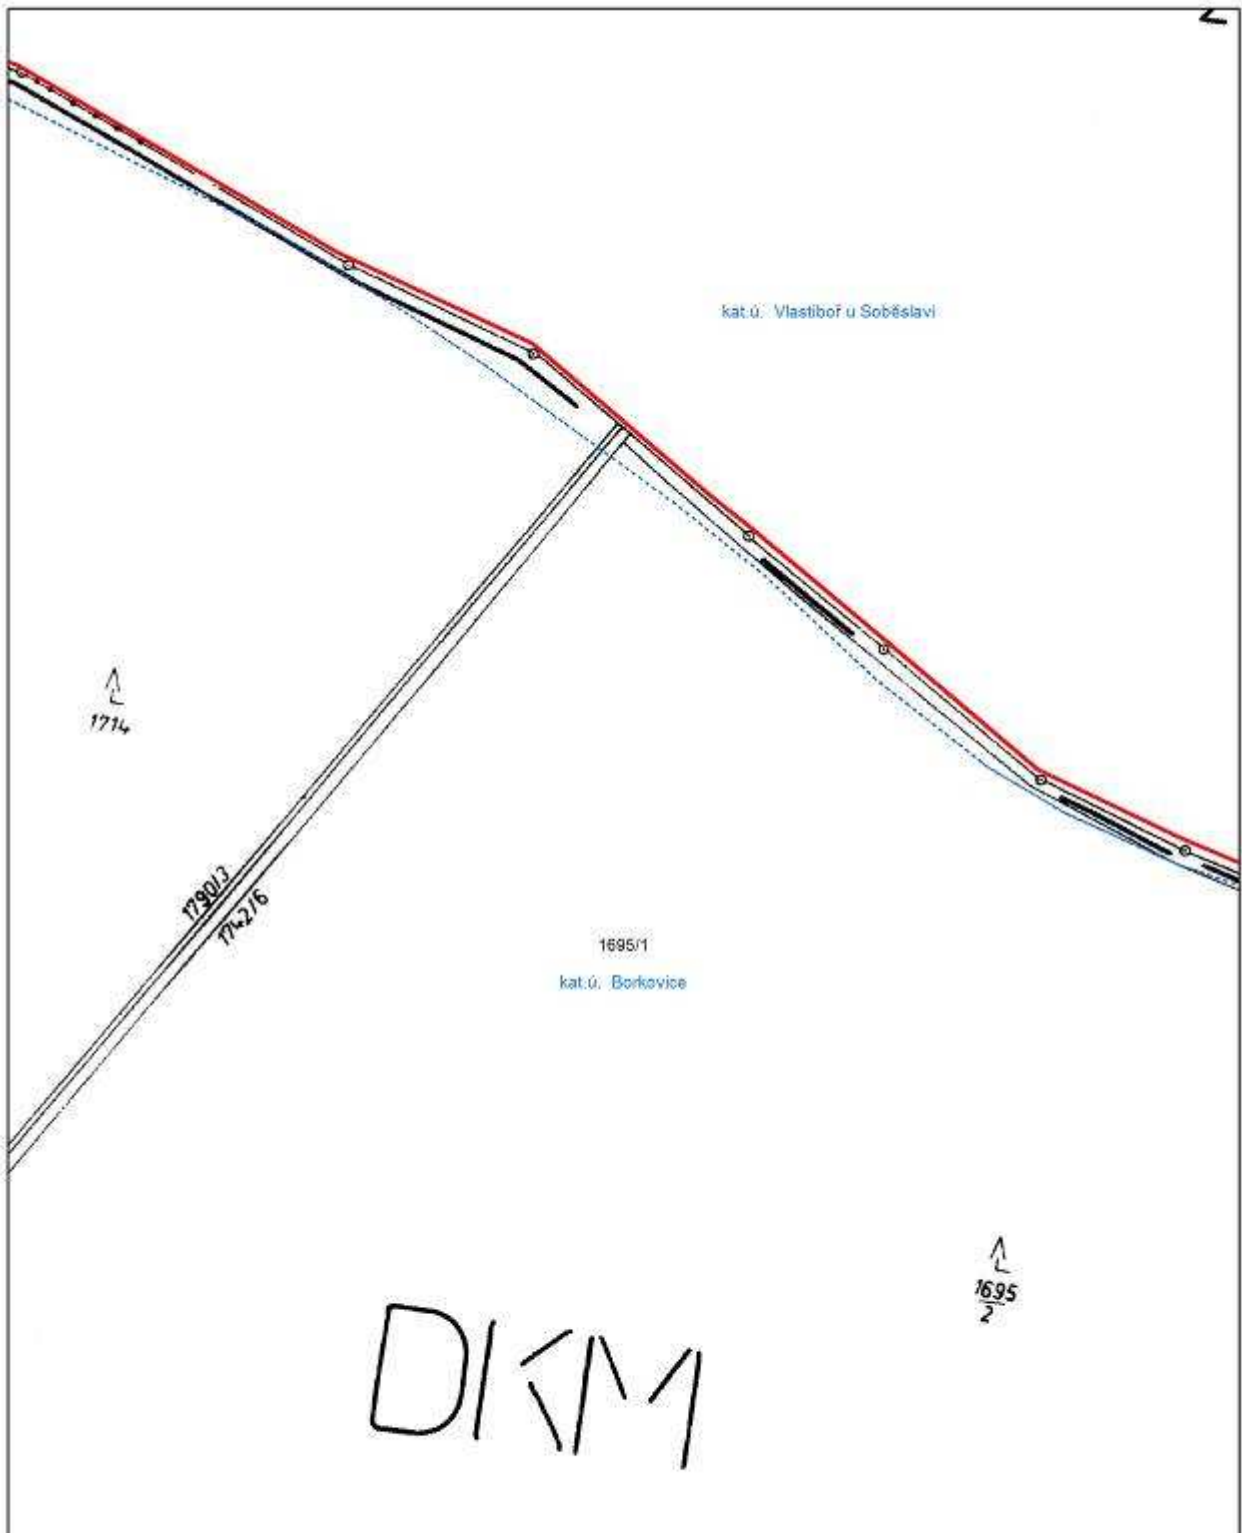 kat.ú. Vlastiboř u Soběslavi
1714
1790/3
1742/6
1695/1
kat.ú. Borkovice
1695
2
DKM